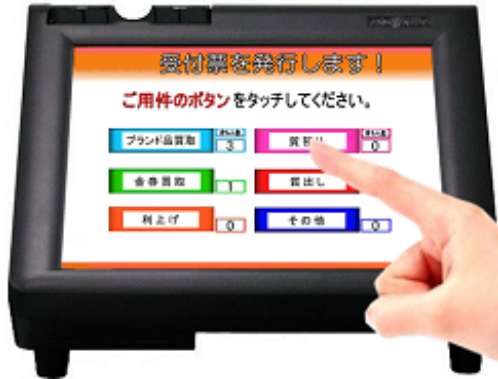 受付票を発行します！
ご用件のボタンをタッチしてください。
ブランド品買取 3
0
金券買取 1
質出し
利上げ 0
その他 0